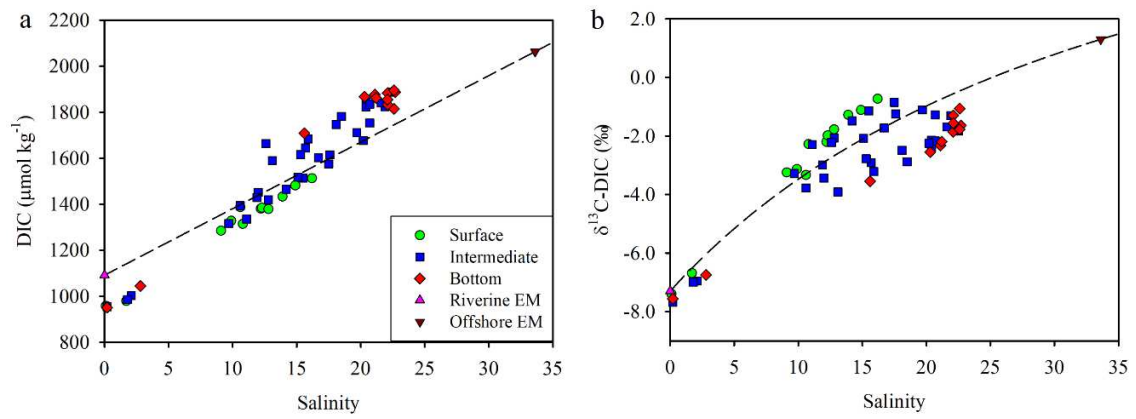 a
DIC (μmol kg⁻¹)
2200
2000
1800
1600
1400
1200
1000
800
0
5
10
15
20
25
30
35
Salinity
Surface
Intermediate
Bottom
Riverine EM
Offshore EM
b
δ¹³C-DIC (‰)
2.0
0.0
-2.0
-4.0
-6.0
-8.0
0
5
10
15
20
25
30
35
Salinity